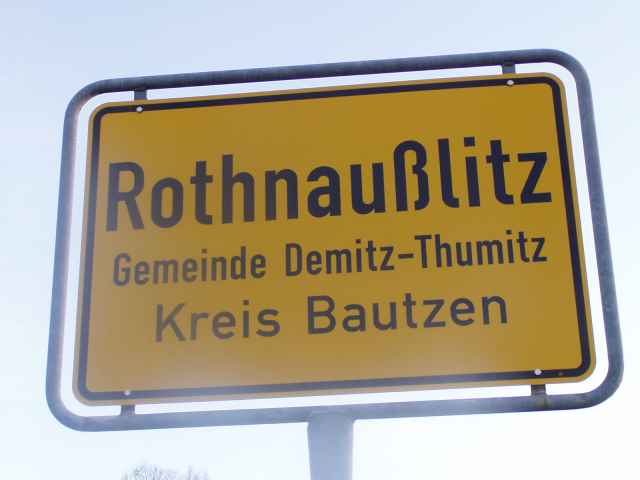 Rothnaußlitz
Gemeinde Demitz-Thumitz
Kreis Bautzen